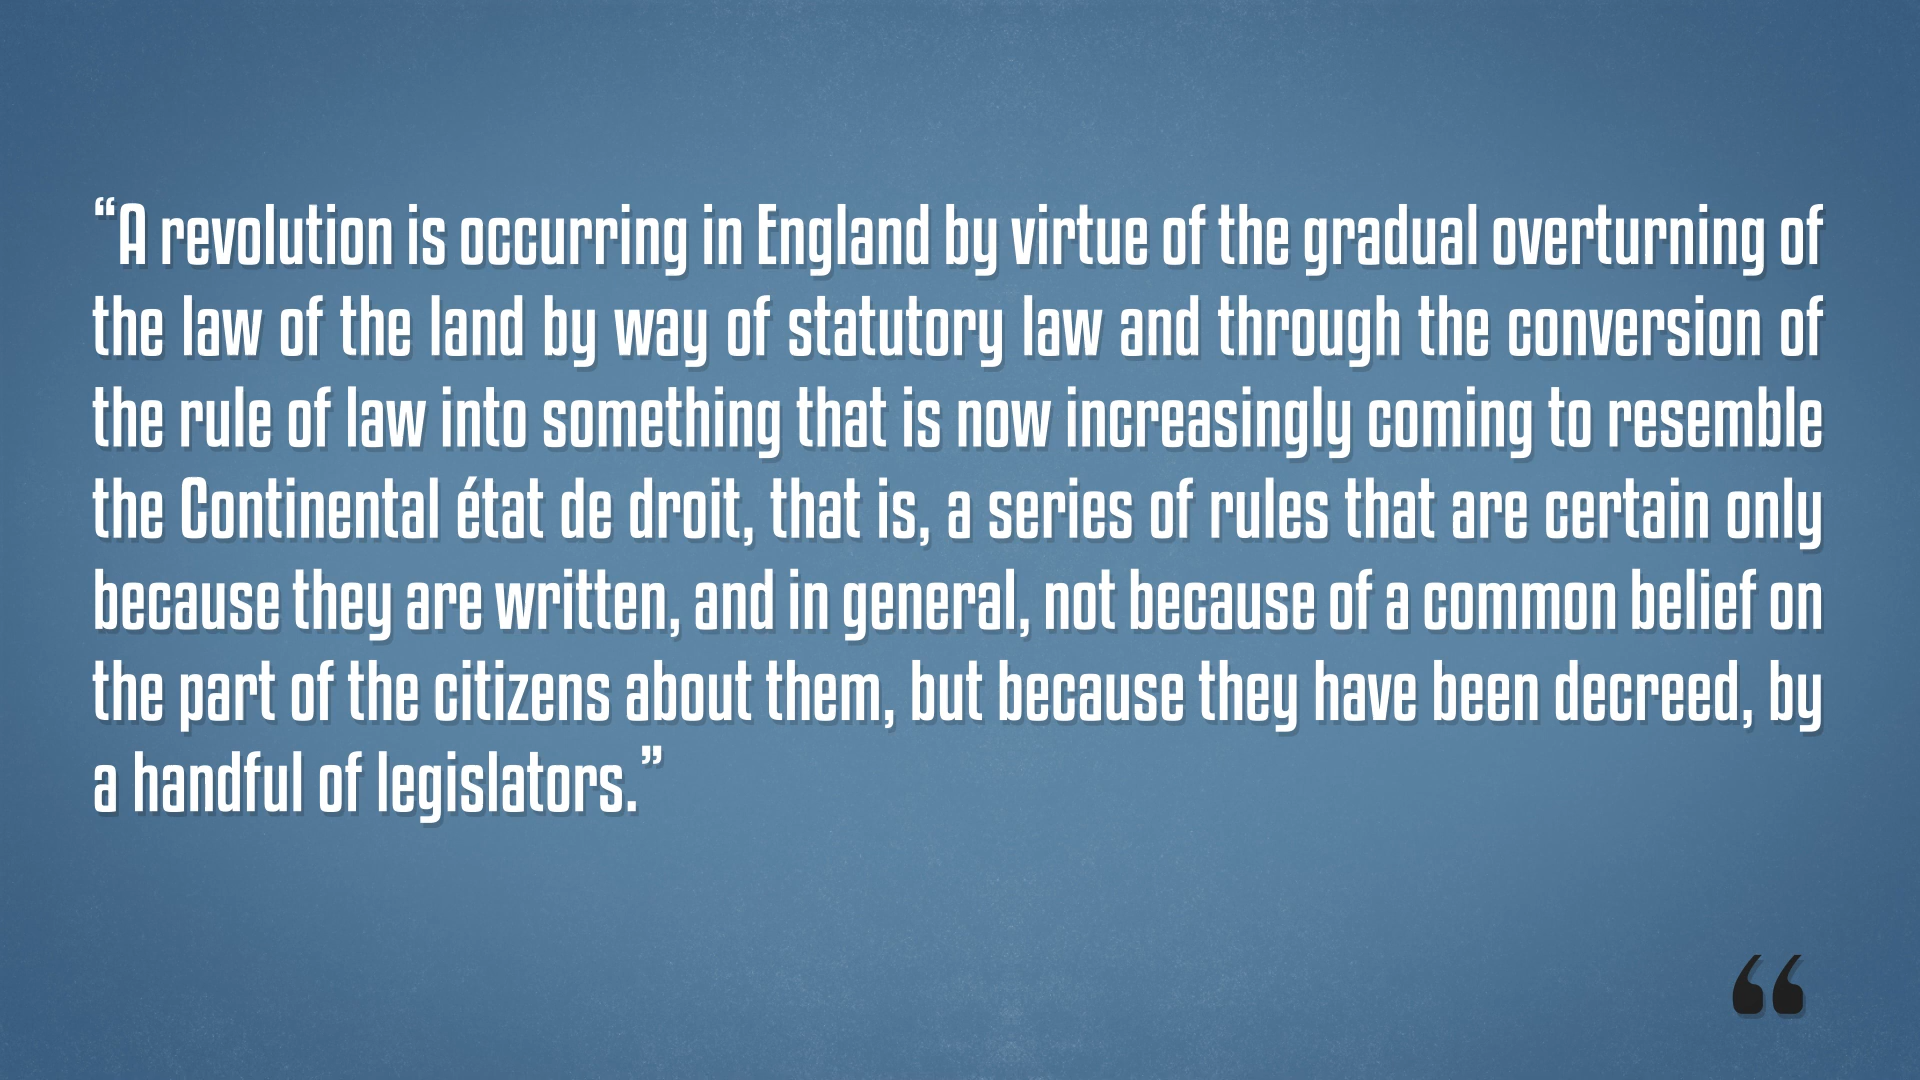 “A revolution is occurring in England by virtue of the gradual overturning of
the law of the land by way of statutory law and through the conversion of
the rule of law into something that is now increasingly coming to resemble
the Continental état de droit, that is, a series of rules that are certain only
because they are written, and in general, not because of a common belief on
the part of the citizens about them, but because they have been decreed, by
a handful of legislators.”
“